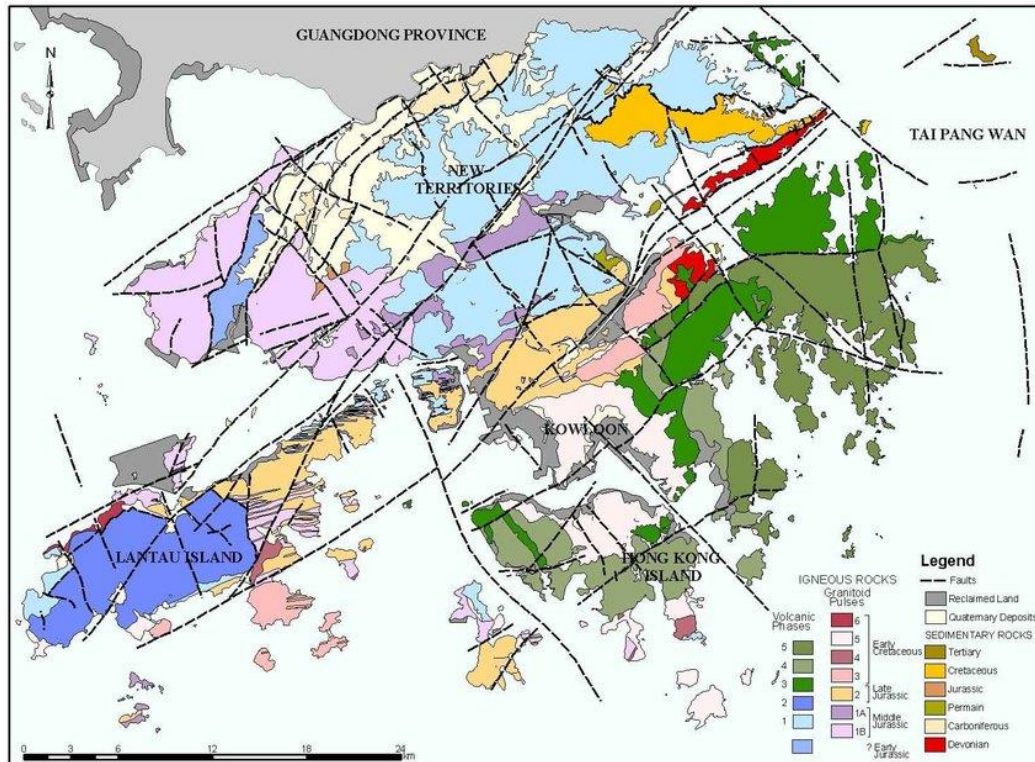 GUANGDONG PROVINCE
N
TAI PANG WAN
NEW
TERRITORIES
KOWLOON
LANTAU ISLAND
HONG KONG
ISLAND
Legend
Faults
Reclaimed Land
Quaternary Deposits
SEDIMENTARY ROCKS
Tertiary
Cretaceous
Jurassic
Permain
Carboniferous
Devonian
IGNEOUS ROCKS
Granitoid
Pulses
6
5
4
3
2
1A
1B
Early
Cretaceous
Late
Jurassic
Middle
Jurassic
? Early
Jurassic
Volcanic
Phases
5
4
3
2
1
0 3 6 12 18 24
km